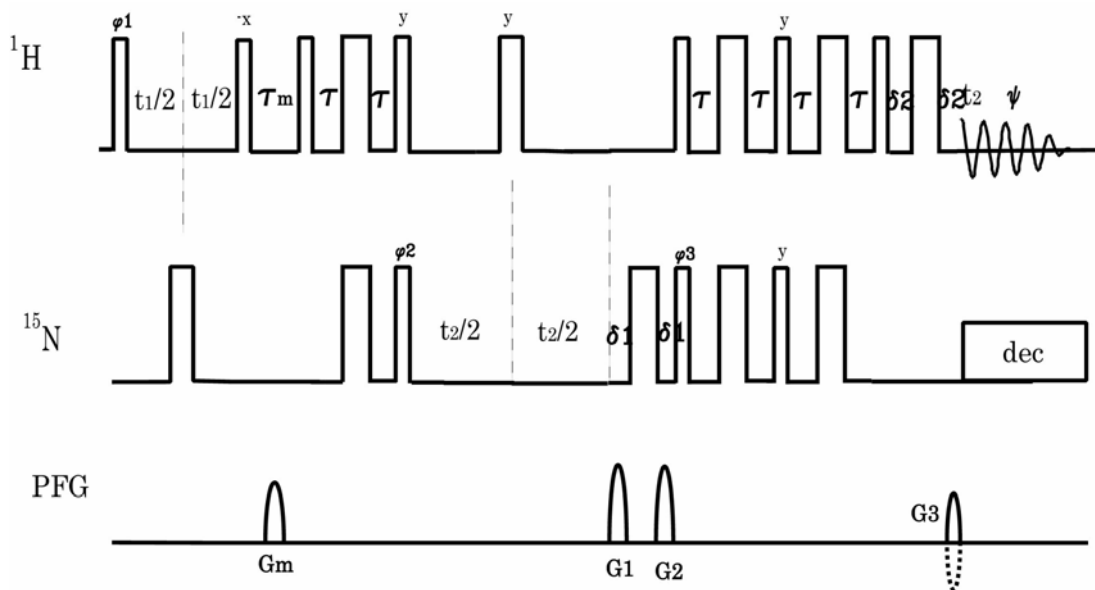 φ1 -x y y y
¹H t₁/2 t₁/2 τm τ τ τ τ τ τ δ2 δ2 t₂ ψ
φ2 φ3 y
¹⁵N t₂/2 t₂/2 δ1 δ1 dec
PFG G3
Gm G1 G2